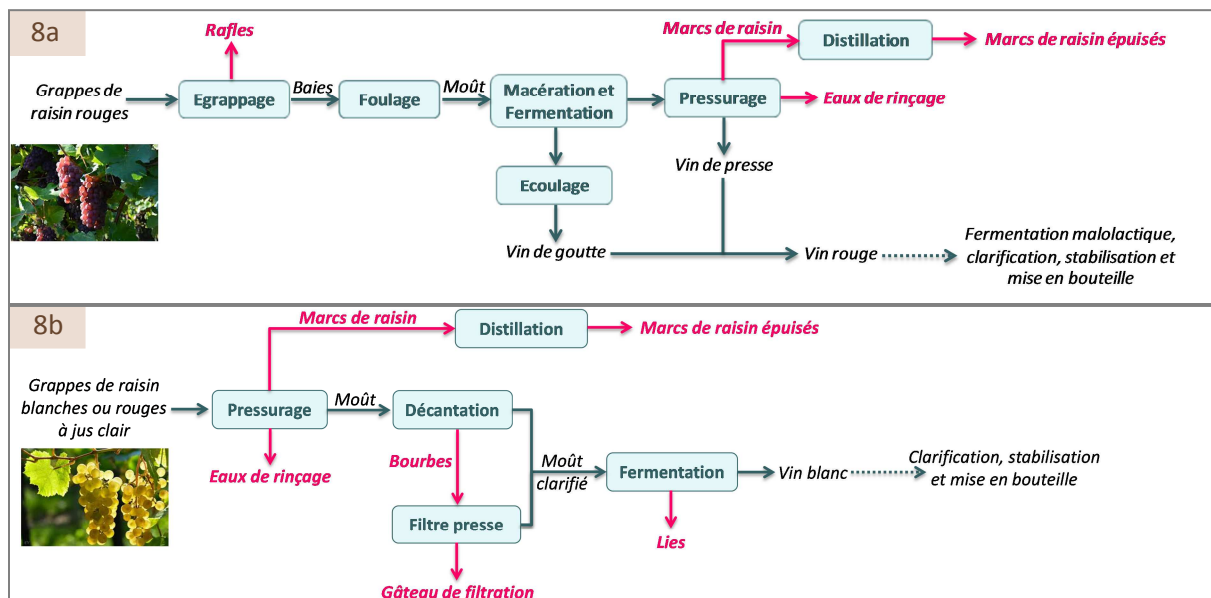 8a
Rafles
Marcs de raisin
Distillation
Marcs de raisin épuisés
Grappes de
raisin rouges
Egrappage
Baies
Foulage
Moût
Macération et
Fermentation
Pressurage
Eaux de rinçage
Ecoulage
Vin de presse
Vin de goutte
Vin rouge
Fermentation malolactique,
clarification, stabilisation et
mise en bouteille
8b
Marcs de raisin
Distillation
Marcs de raisin épuisés
Grappes de raisin
blanches ou rouges
à jus clair
Pressurage
Moût
Décantation
Eaux de rinçage
Bourbes
Moût
clarifié
Fermentation
Vin blanc
Clarification, stabilisation
et mise en bouteille
Filtre presse
Lies
Gâteau de filtration